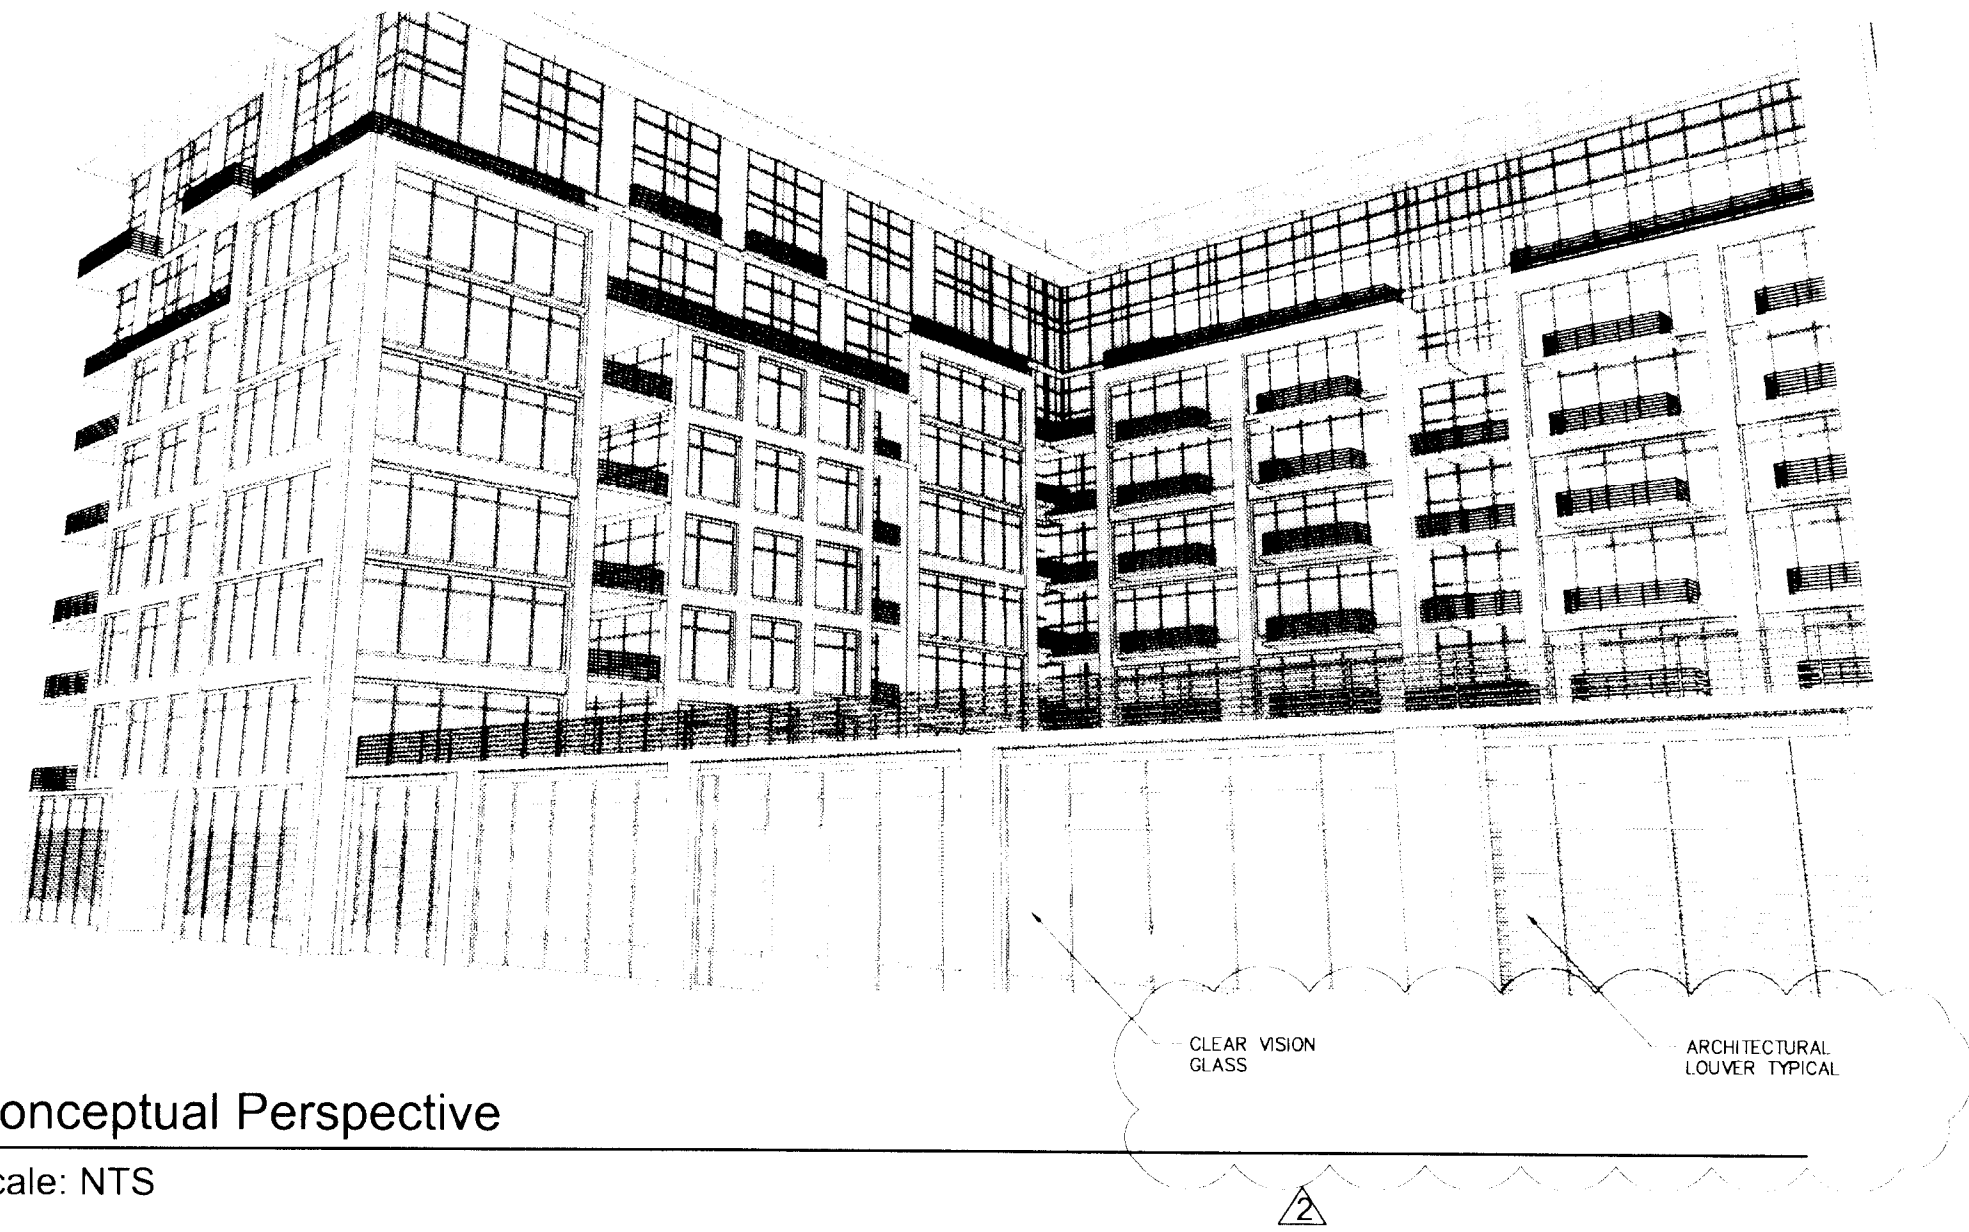 CLEAR VISION
GLASS
ARCHITECTURAL
LOUVER TYPICAL
onceptual Perspective
cale: NTS
2